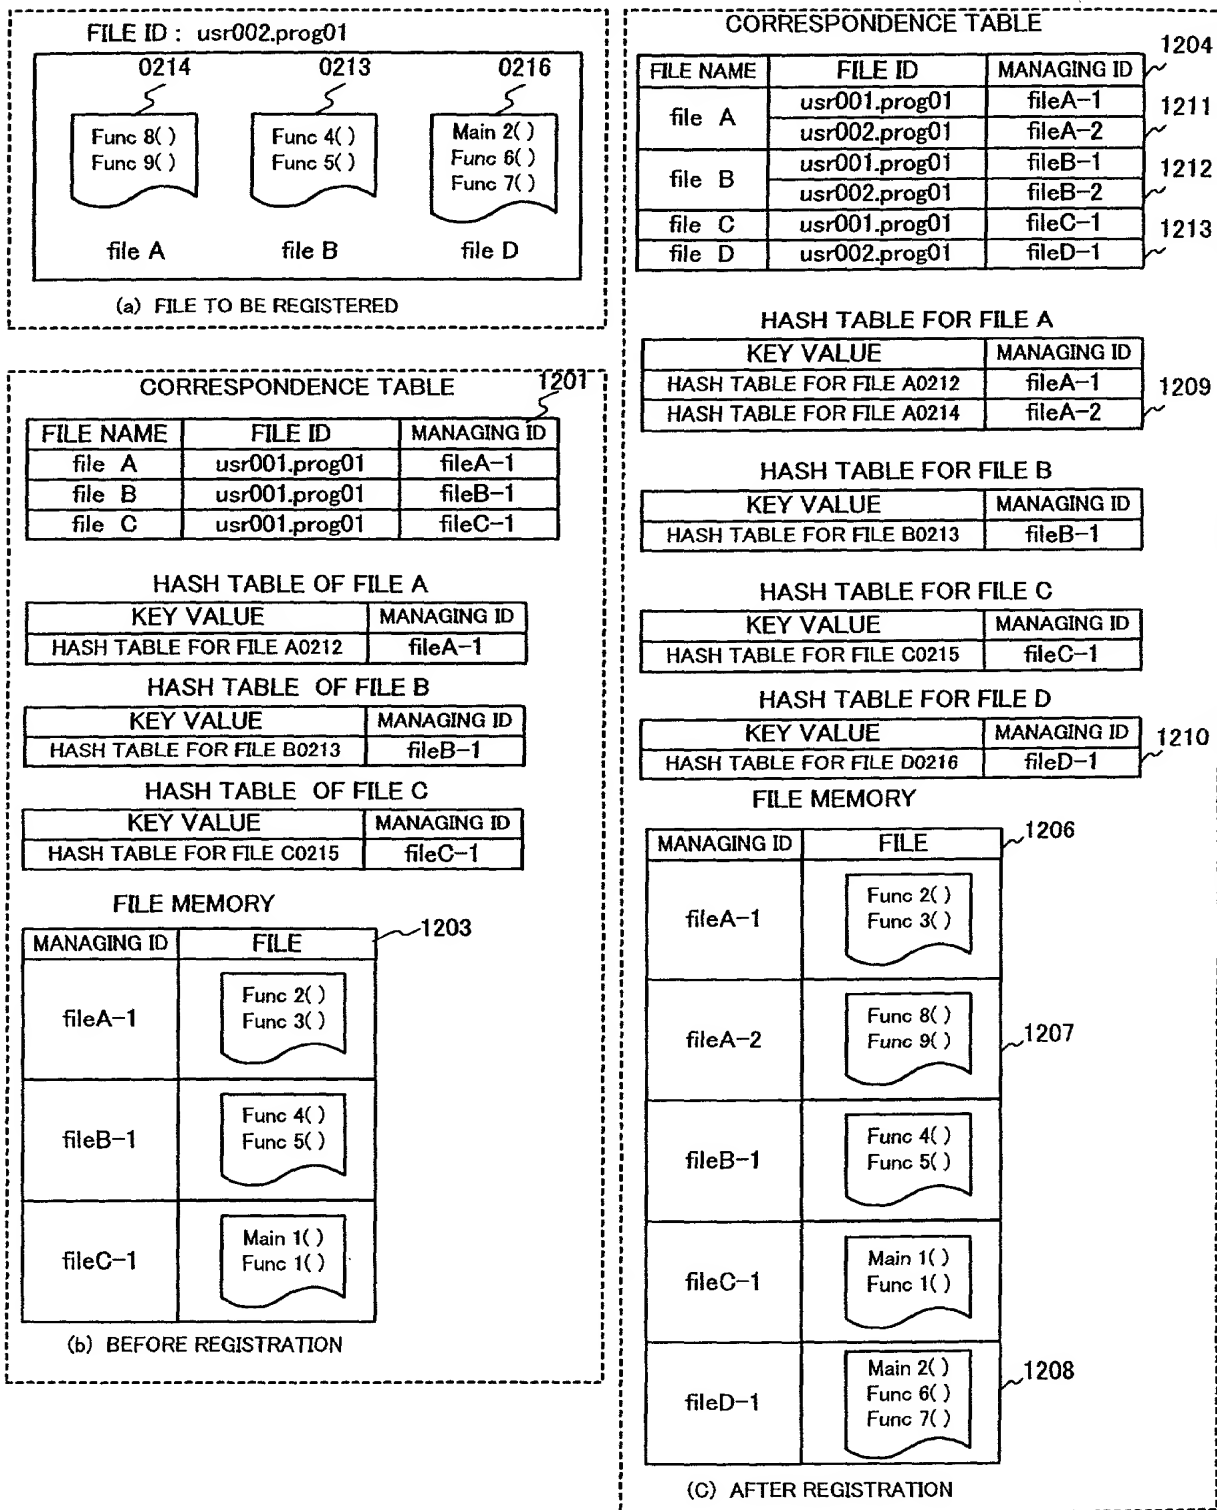 FILE ID : usr002.prog01
0214 0213 0216
Func 8( )
Func 9( )
Func 4( )
Func 5( )
Main 2( )
Func 6( )
Func 7( )
file A file B file D
(a) FILE TO BE REGISTERED
CORRESPONDENCE TABLE
1201
FILE NAME FILE ID MANAGING ID
file A usr001.prog01 fileA-1
file B usr001.prog01 fileB-1
file C usr001.prog01 fileC-1
HASH TABLE OF FILE A
KEY VALUE MANAGING ID
HASH TABLE FOR FILE A0212 fileA-1
HASH TABLE OF FILE B
KEY VALUE MANAGING ID
HASH TABLE FOR FILE B0213 fileB-1
HASH TABLE OF FILE C
KEY VALUE MANAGING ID
HASH TABLE FOR FILE C0215 fileC-1
FILE MEMORY
1203
MANAGING ID FILE
fileA-1
Func 2( )
Func 3( )
fileB-1
Func 4( )
Func 5( )
fileC-1
Main 1( )
Func 1( )
(b) BEFORE REGISTRATION
CORRESPONDENCE TABLE
1204
FILE NAME FILE ID MANAGING ID
file A usr001.prog01 fileA-1
usr002.prog01 fileA-2
1211
file B usr001.prog01 fileB-1
usr002.prog01 fileB-2
1212
file C usr001.prog01 fileC-1
file D usr002.prog01 fileD-1
1213
HASH TABLE FOR FILE A
KEY VALUE MANAGING ID
HASH TABLE FOR FILE A0212 fileA-1
HASH TABLE FOR FILE A0214 fileA-2
1209
HASH TABLE FOR FILE B
KEY VALUE MANAGING ID
HASH TABLE FOR FILE B0213 fileB-1
HASH TABLE FOR FILE C
KEY VALUE MANAGING ID
HASH TABLE FOR FILE C0215 fileC-1
HASH TABLE FOR FILE D
KEY VALUE MANAGING ID
HASH TABLE FOR FILE D0216 fileD-1
1210
FILE MEMORY
1206
MANAGING ID FILE
fileA-1
Func 2( )
Func 3( )
fileA-2
Func 8( )
Func 9( )
1207
fileB-1
Func 4( )
Func 5( )
fileC-1
Main 1( )
Func 1( )
fileD-1
Main 2( )
Func 6( )
Func 7( )
1208
(C) AFTER REGISTRATION